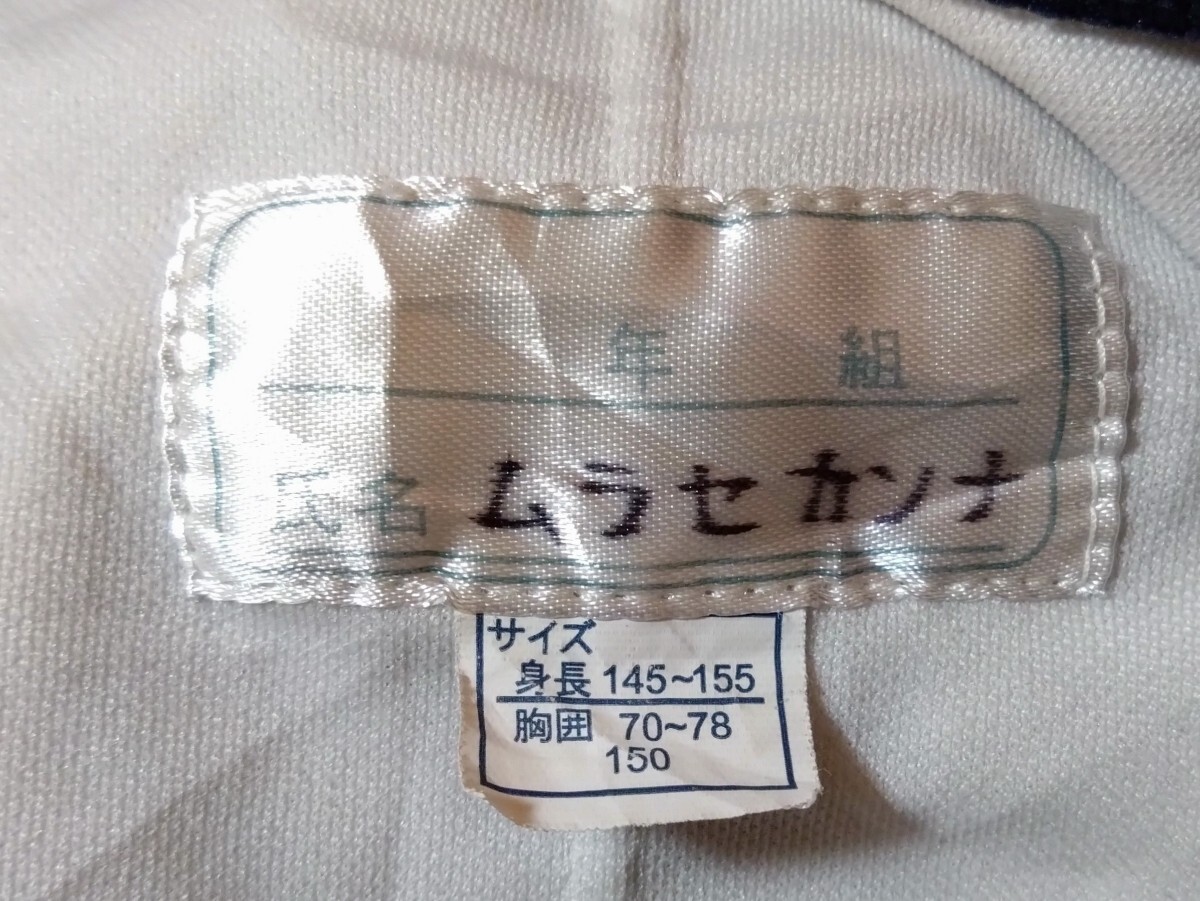 年 組
氏名 ムラセカンナ
サイズ
身長 145~155
胸囲 70~78
150